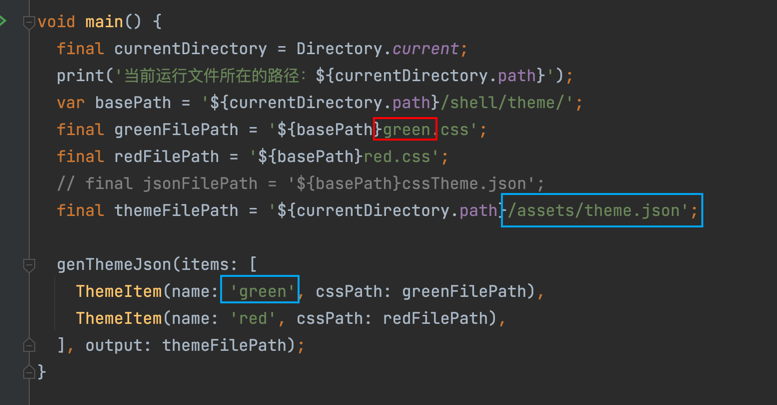 void main() {
final currentDirectory = Directory.current;
print('当前运行文件所在的路径: ${currentDirectory.path}');
var basePath = '${currentDirectory.path}/shell/theme/';
final greenFilePath = '${basePath}green.css';
final redFilePath = '${basePath}red.css';
// final jsonFilePath = '${basePath}cssTheme.json';
final themeFilePath = '${currentDirectory.path}/assets/theme.json';
genThemeJson(items: [
ThemeItem(name: 'green', cssPath: greenFilePath),
ThemeItem(name: 'red', cssPath: redFilePath),
], output: themeFilePath);
}